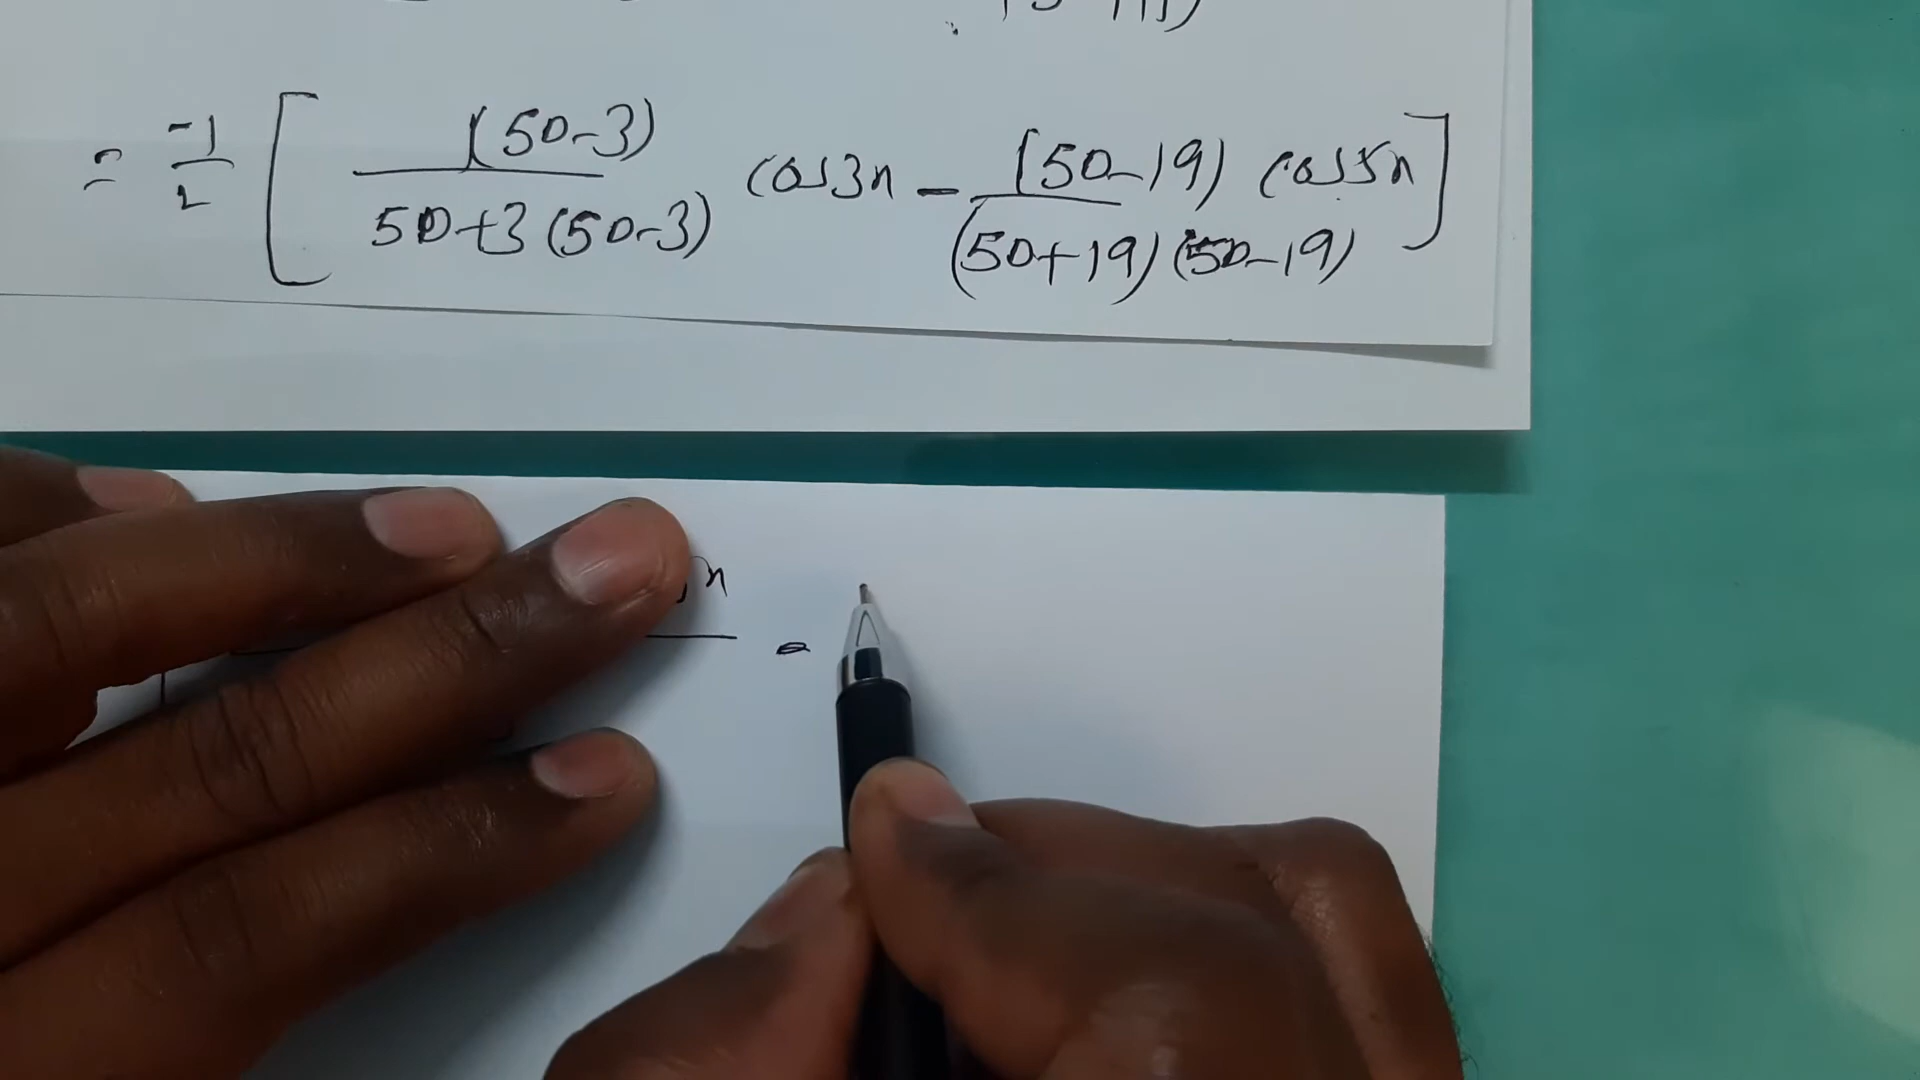 (5D-3) (5D-19) cos5x
= -1/2 [ ─── cos3x - ─── ]
5D+3 (5D-3) (5D+19) (5D-19)
x
-